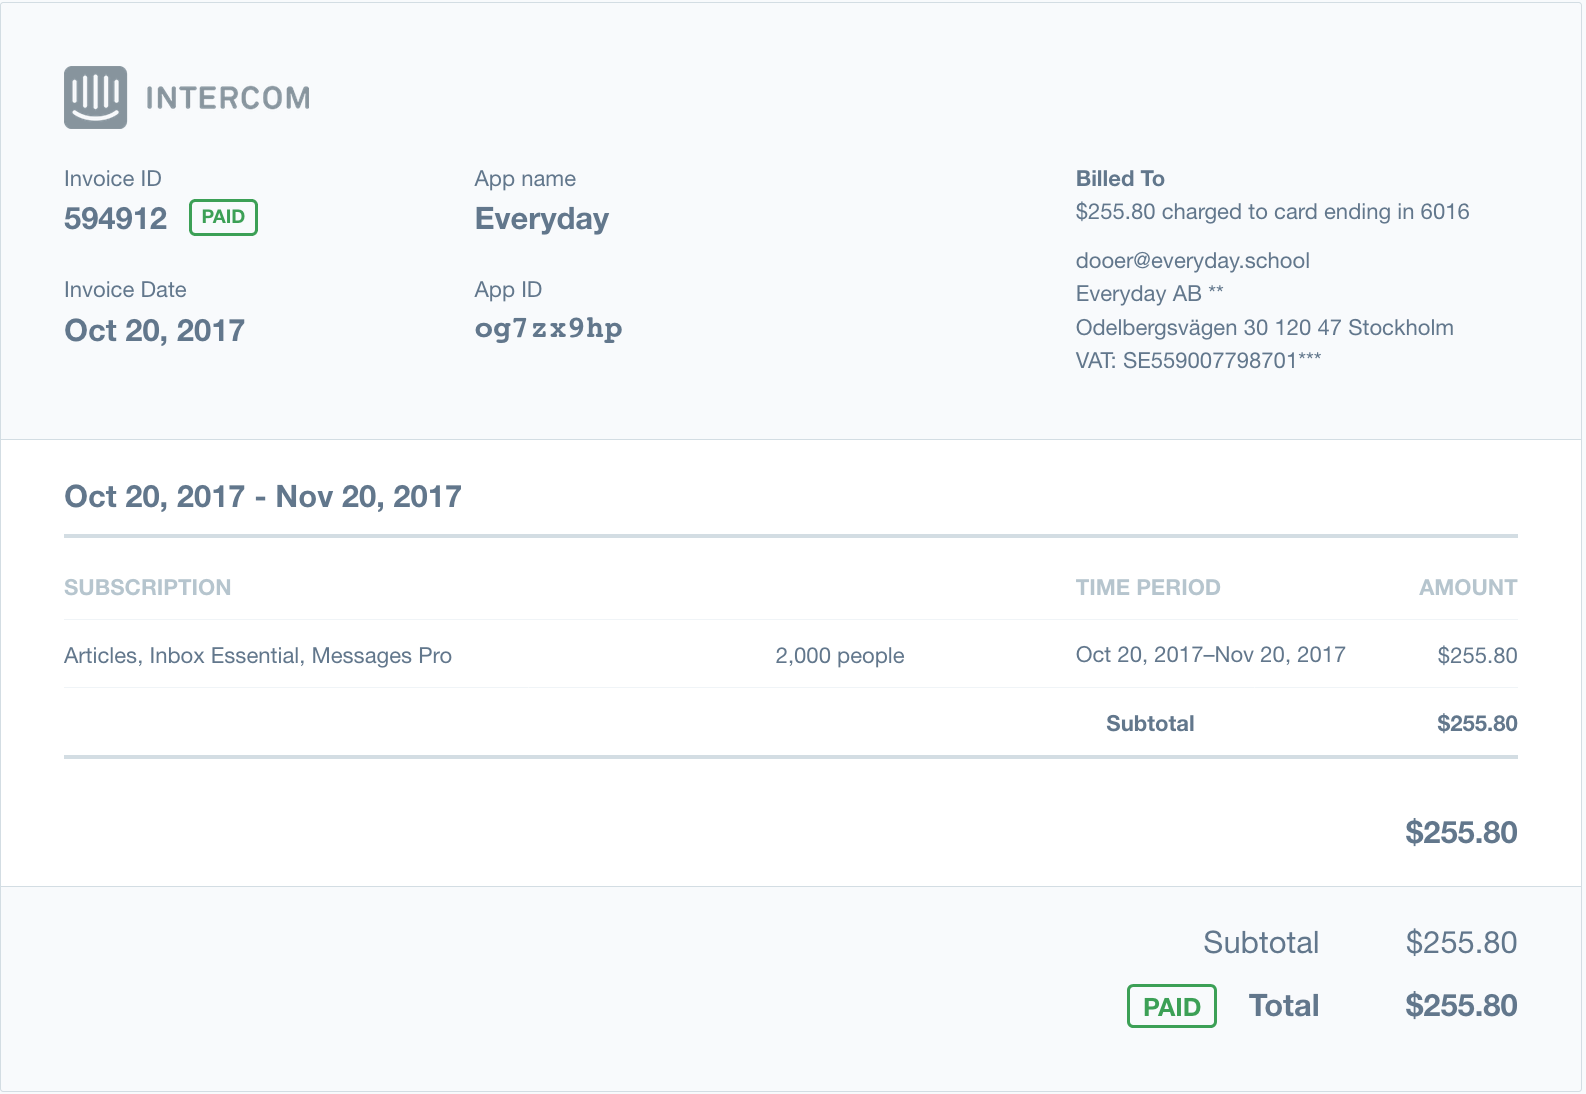 INTERCOM
Invoice ID
594912 PAID
Invoice Date
Oct 20, 2017
App name
Everyday
App ID
og7zx9hp
Billed To
$255.80 charged to card ending in 6016
dooer@everyday.school
Everyday AB **
Odelbergsvägen 30 120 47 Stockholm
VAT: SE559007798701***
Oct 20, 2017 - Nov 20, 2017
SUBSCRIPTION TIME PERIOD AMOUNT
Articles, Inbox Essential, Messages Pro 2,000 people Oct 20, 2017–Nov 20, 2017 $255.80
Subtotal $255.80
$255.80
Subtotal $255.80
PAID Total $255.80